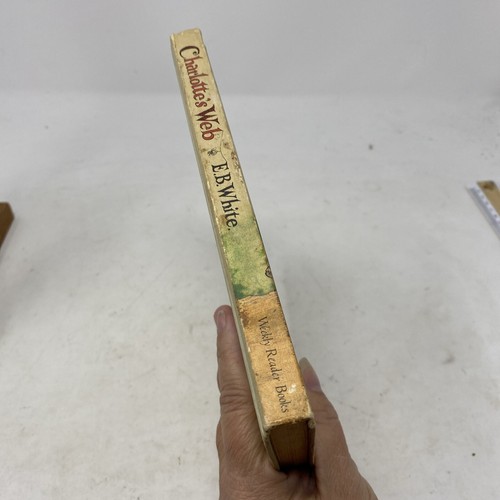 Charlotte's Web
E.B.White.
Weekly Reader Books